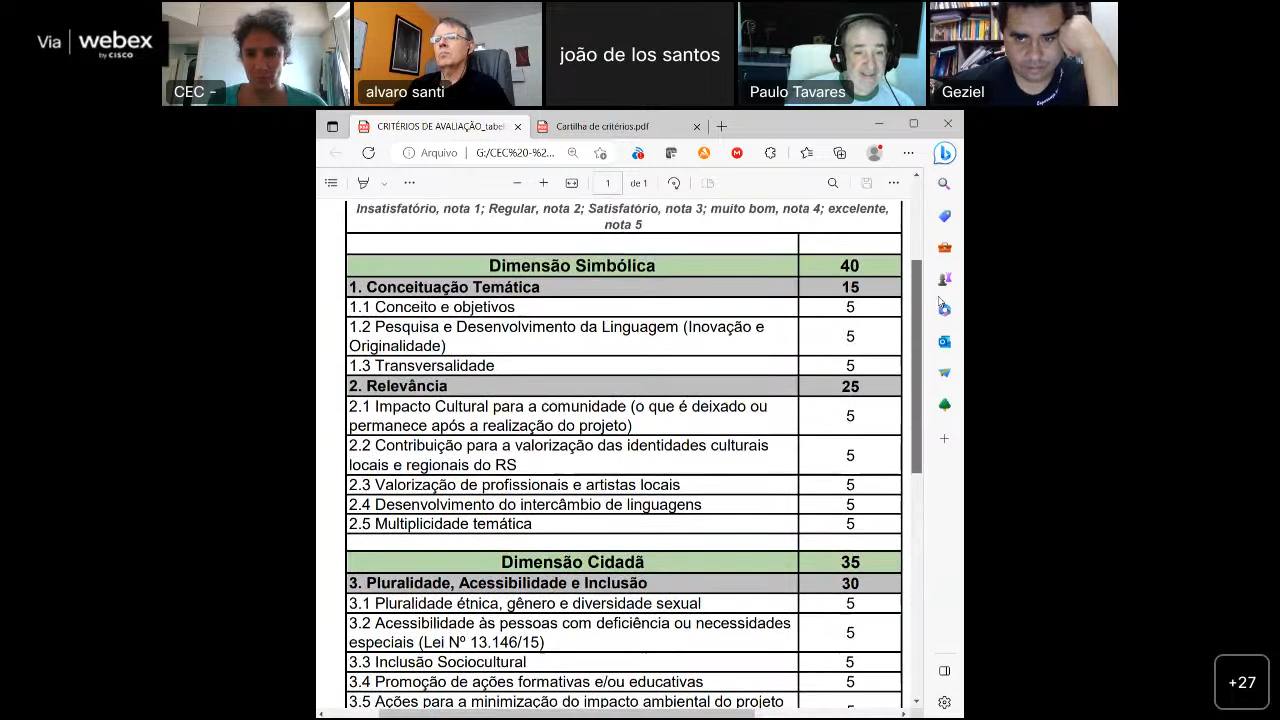 Via | webex
by CISCO
CEC -
alvaro santi
joão de los santos
Paulo Tavares
Geziel
CRITÉRIOS DE AVALIAÇÃO_tabel
Cartilha de critérios.pdf
Arquivo
G:/CEC%20-%2...
1
de 1
Insatisfatório, nota 1; Regular, nota 2; Satisfatório, nota 3; muito bom, nota 4; excelente,
nota 5
Dimensão Simbólica 40
1. Conceituação Temática 15
1.1 Conceito e objetivos 5
1.2 Pesquisa e Desenvolvimento da Linguagem (Inovação e
Originalidade) 5
1.3 Transversalidade 5
2. Relevância 25
2.1 Impacto Cultural para a comunidade (o que é deixado ou
permanece após a realização do projeto) 5
2.2 Contribuição para a valorização das identidades culturais
locais e regionais do RS 5
2.3 Valorização de profissionais e artistas locais 5
2.4 Desenvolvimento do intercâmbio de linguagens 5
2.5 Multiplicidade temática 5
Dimensão Cidadã 35
3. Pluralidade, Acessibilidade e Inclusão 30
3.1 Pluralidade étnica, gênero e diversidade sexual 5
3.2 Acessibilidade às pessoas com deficiência ou necessidades
especiais (Lei Nº 13.146/15) 5
3.3 Inclusão Sociocultural 5
3.4 Promoção de ações formativas e/ou educativas 5
3.5 Ações para a minimização do impacto ambiental do projeto
+27